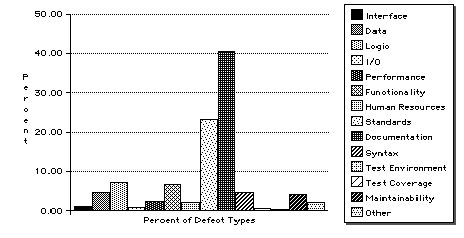 50.00
40.00
30.00
20.00
10.00
0.00
Percent
Percent of Defect Types
Interface
Data
Logic
I/O
Performance
Functionality
Human Resources
Standards
Documentation
Syntax
Test Environment
Test Coverage
Maintainability
Other